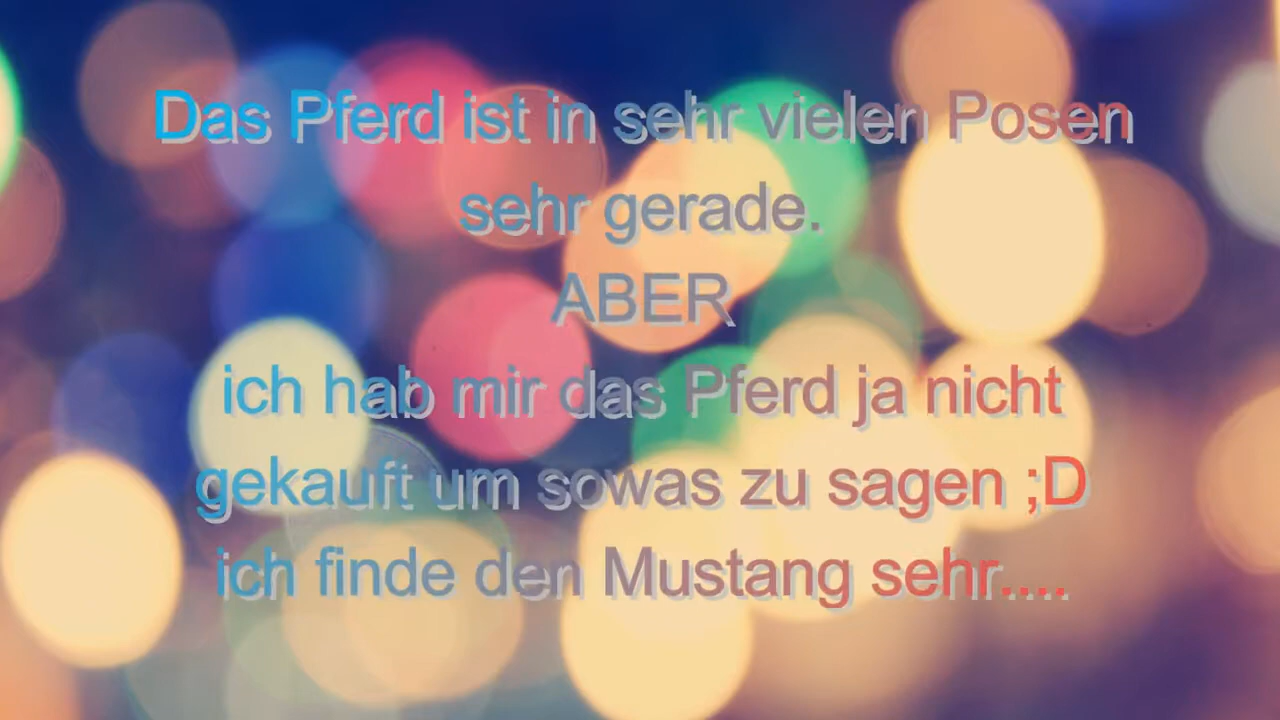 Das Pferd ist in sehr vielen Posen
sehr gerade.
ABER
ich hab mir das Pferd ja nicht
gekauft um sowas zu sagen ;D
ich finde den Mustang sehr....